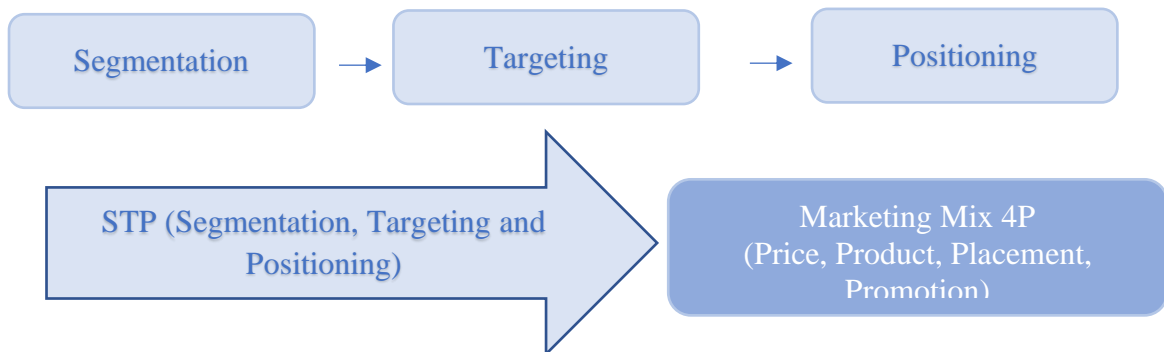 Segmentation
Targeting
Positioning
STP (Segmentation, Targeting and
Positioning)
Marketing Mix 4P
(Price, Product, Placement,
Promotion)